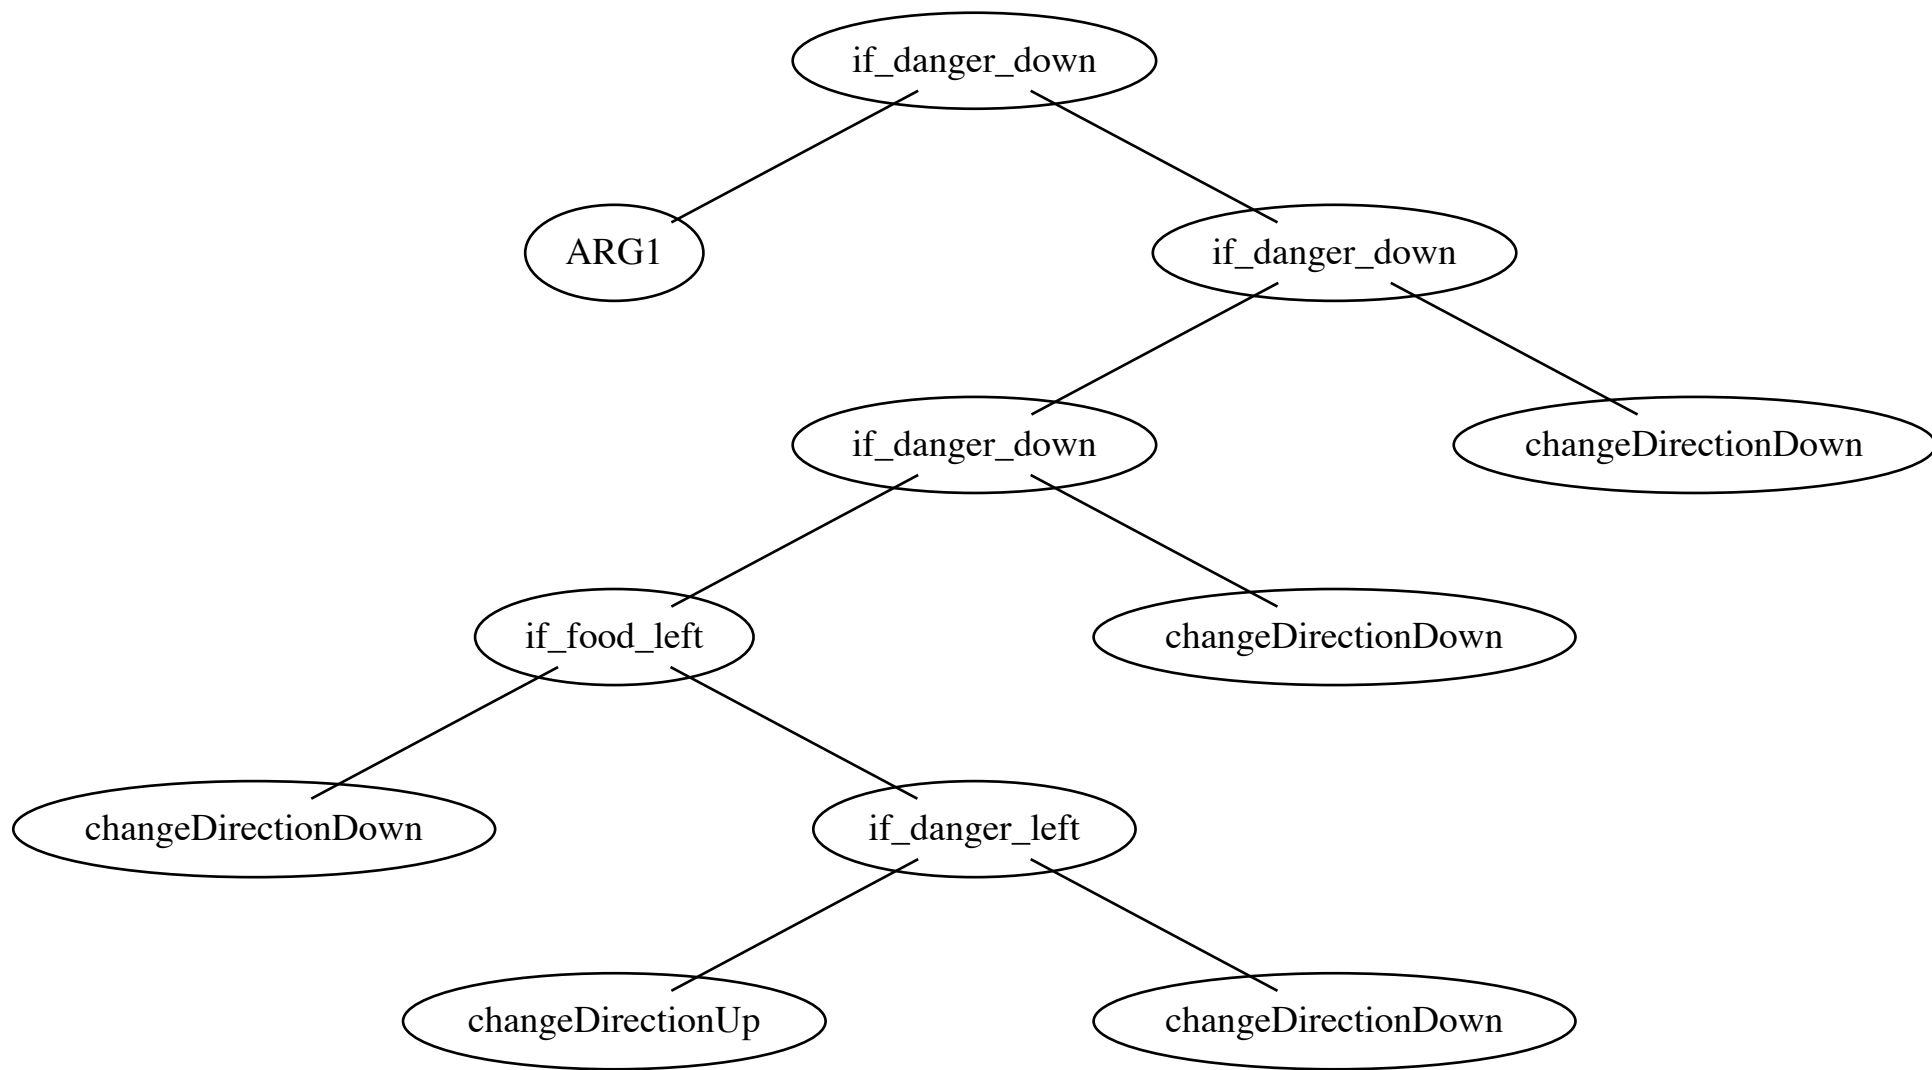 if_danger_down
ARG1
if_danger_down
if_danger_down
changeDirectionDown
if_food_left
changeDirectionDown
changeDirectionDown
if_danger_left
changeDirectionUp
changeDirectionDown